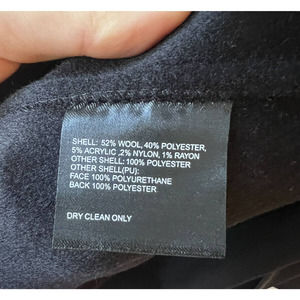 SHELL: 52% WOOL, 40% POLYESTER,
5% ACRYLIC ,2% NYLON, 1% RAYON
OTHER SHELL: 100% POLYESTER
OTHER SHELL(PU):
FACE 100% POLYURETHANE
BACK 100% POLYESTER
DRY CLEAN ONLY